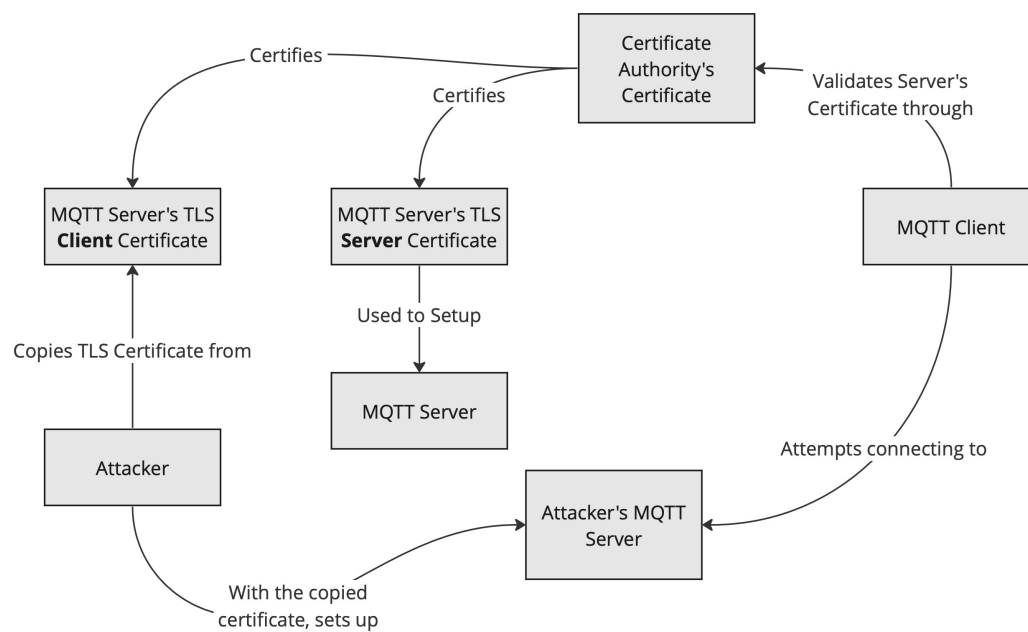 Certificate
Authority's
Certificate
Certifies
Certifies
Validates Server's
Certificate through
MQTT Server's TLS
Client Certificate
MQTT Server's TLS
Server Certificate
MQTT Client
Used to Setup
Copies TLS Certificate from
MQTT Server
Attacker
Attempts connecting to
Attacker's MQTT
Server
With the copied
certificate, sets up